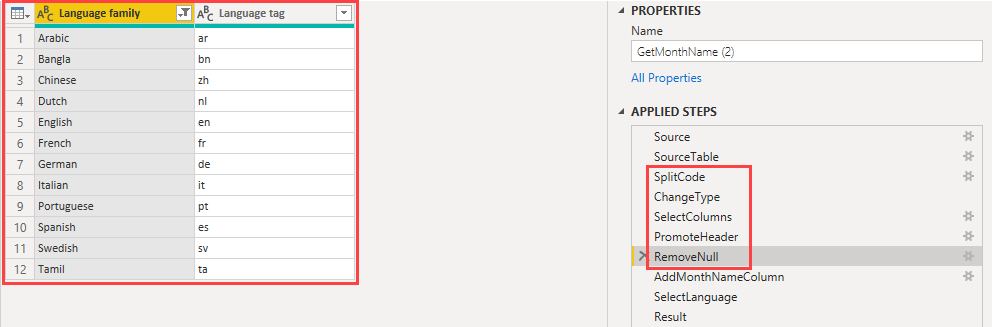 Language family Language tag
1 Arabic ar
2 Bangla bn
3 Chinese zh
4 Dutch nl
5 English en
6 French fr
7 German de
8 Italian it
9 Portuguese pt
10 Spanish es
11 Swedish sv
12 Tamil ta
PROPERTIES
Name
GetMonthName (2)
All Properties
APPLIED STEPS
Source
SourceTable
SplitCode
ChangeType
SelectColumns
PromoteHeader
RemoveNull
AddMonthNameColumn
SelectLanguage
Result